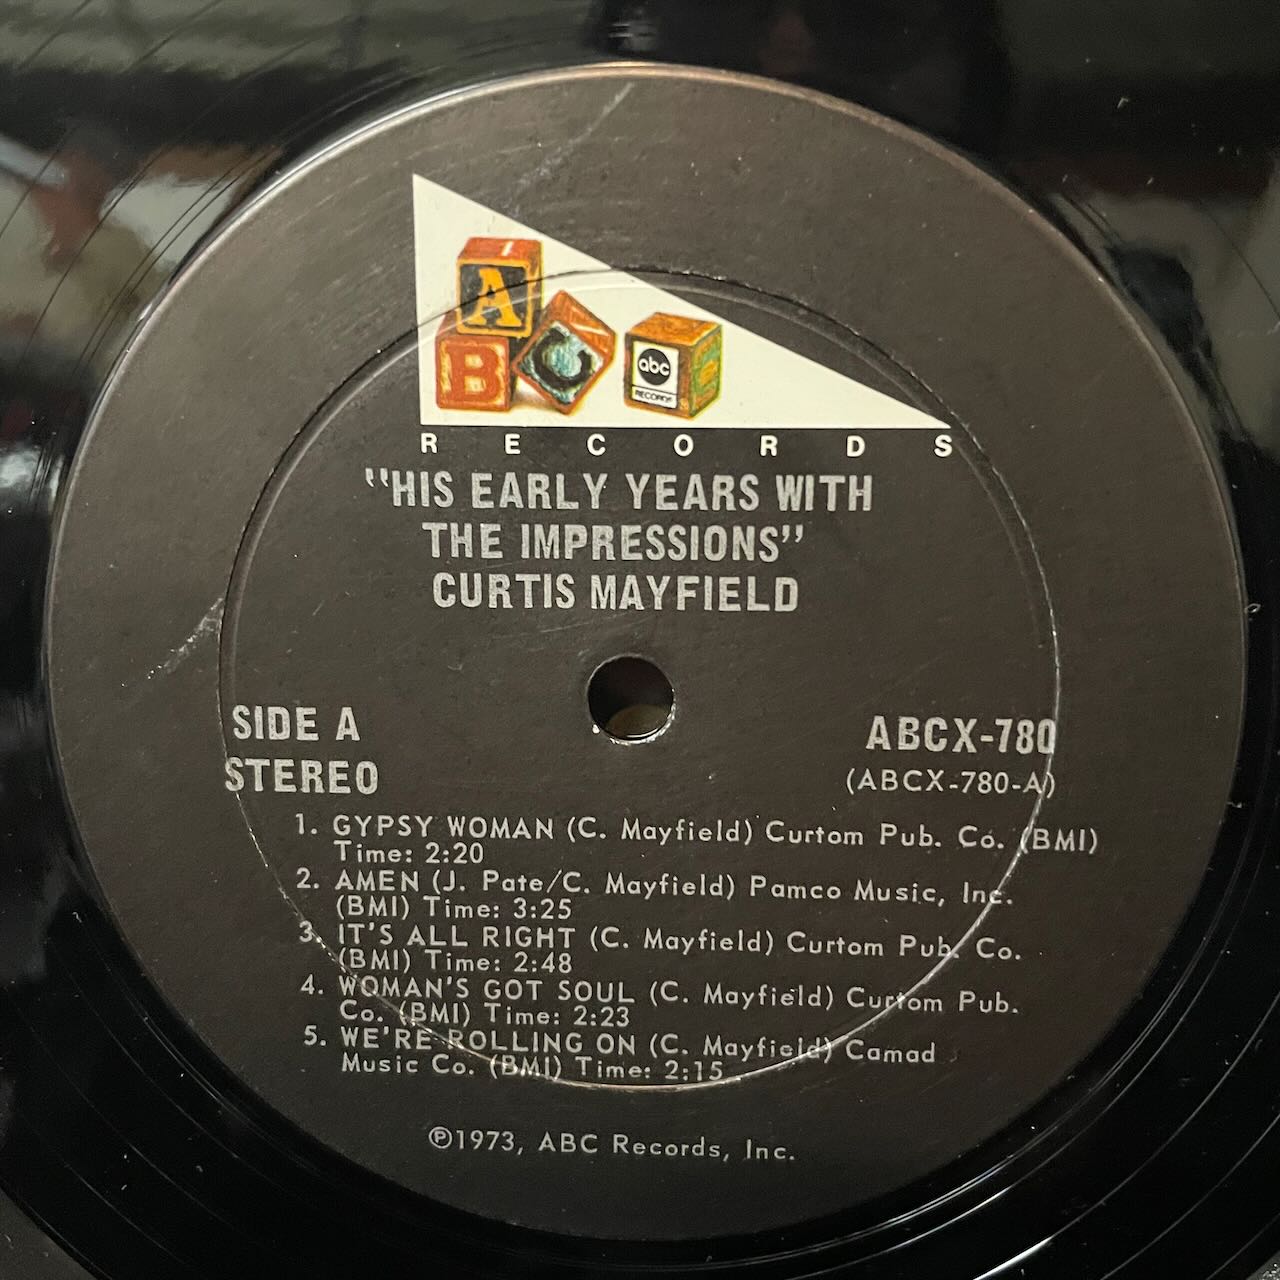 A
B
C
abc
RECORDS
RECORDS
"HIS EARLY YEARS WITH
THE IMPRESSIONS"
CURTIS MAYFIELD
SIDE A
STEREO
ABCX-780
(ABCX-780-A)
1. GYPSY WOMAN (C. Mayfield) Curtom Pub. Co. (BMI)
Time: 2:20
2. AMEN (J. Pate/C. Mayfield) Pamco Music, Inc.
(BMI) Time: 3:25
3. IT'S ALL RIGHT (C. Mayfield) Curtom Pub. Co.
(BMI) Time: 2:48
4. WOMAN'S GOT SOUL (C. Mayfield) Curtom Pub.
Co. (BMI) Time: 2:23
5. WE'RE ROLLING ON (C. Mayfield) Camad
Music Co. (BMI) Time: 2:15
℗1973, ABC Records, Inc.